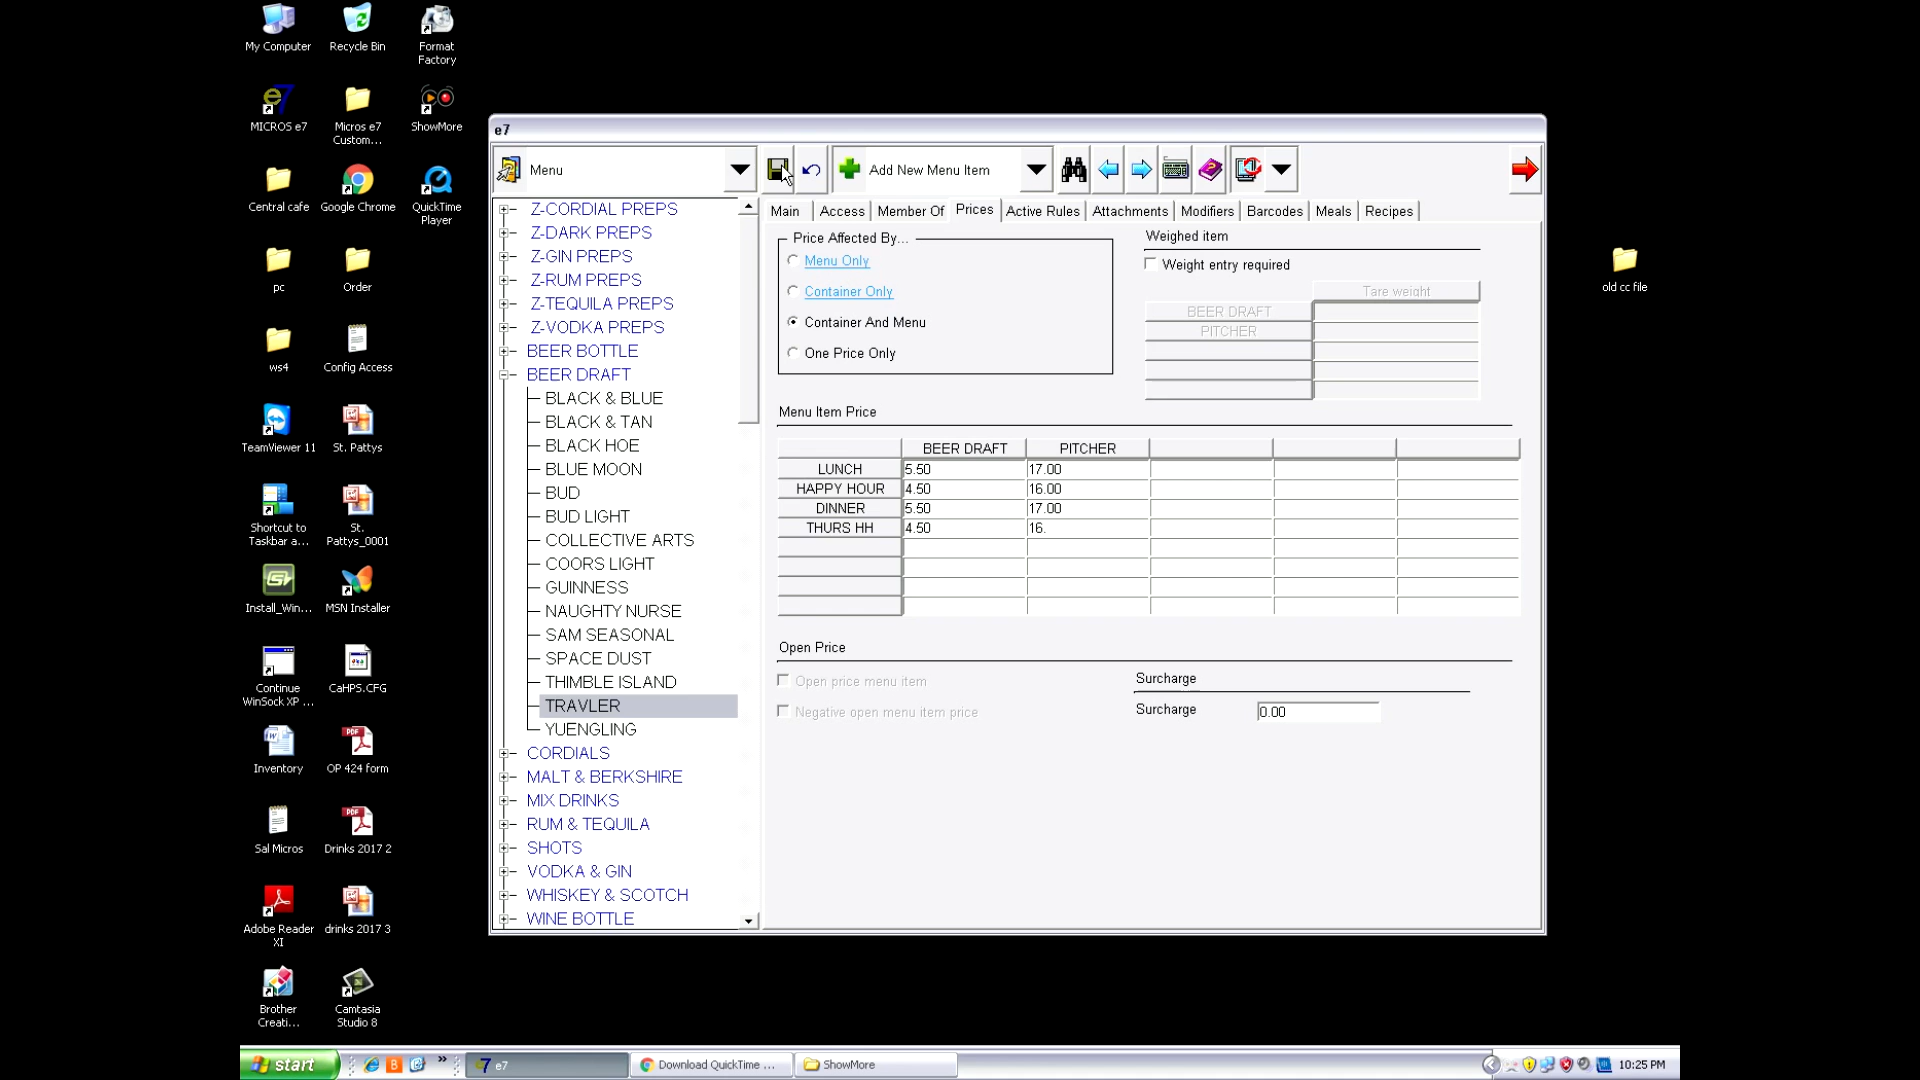 My Computer
Recycle Bin
Format
Factory
MICROS e7
Micros e7
Custom...
ShowMore
Central cafe
Google Chrome
QuickTime
Player
pc
Order
ws4
Config Access
TeamViewer 11
St. Pattys
Shortcut to
Taskbar a...
St.
Pattys_0001
Install_Win...
MSN Installer
Continue
WinSock XP ...
CaHPS.CFG
Inventory
OP 424 form
Sal Micros
Drinks 2017 2
Adobe Reader
XI
drinks 2017 3
Brother
Creati...
Camtasia
Studio 8
old cc file
e7
Menu
Add New Menu Item
Z-CORDIAL PREPS
Z-DARK PREPS
Z-GIN PREPS
Z-RUM PREPS
Z-TEQUILA PREPS
Z-VODKA PREPS
BEER BOTTLE
BEER DRAFT
BLACK & BLUE
BLACK & TAN
BLACK HOE
BLUE MOON
BUD
BUD LIGHT
COLLECTIVE ARTS
COORS LIGHT
GUINNESS
NAUGHTY NURSE
SAM SEASONAL
SPACE DUST
THIMBLE ISLAND
TRAVLER
YUENGLING
CORDIALS
MALT & BERKSHIRE
MIX DRINKS
RUM & TEQUILA
SHOTS
VODKA & GIN
WHISKEY & SCOTCH
WINE BOTTLE
Main Access Member Of Prices Active Rules Attachments Modifiers Barcodes Meals Recipes
Price Affected By...
Menu Only
Container Only
Container And Menu
One Price Only
Weighed item
Weight entry required
Tare weight
BEER DRAFT
PITCHER
Menu Item Price
BEER DRAFT PITCHER
LUNCH 5.50 17.00
HAPPY HOUR 4.50 16.00
DINNER 5.50 17.00
THURS HH 4.50 16.
Open Price
Open price menu item
Negative open menu item price
Surcharge
Surcharge 0.00
start
e7
Download QuickTime ...
ShowMore
10:25 PM